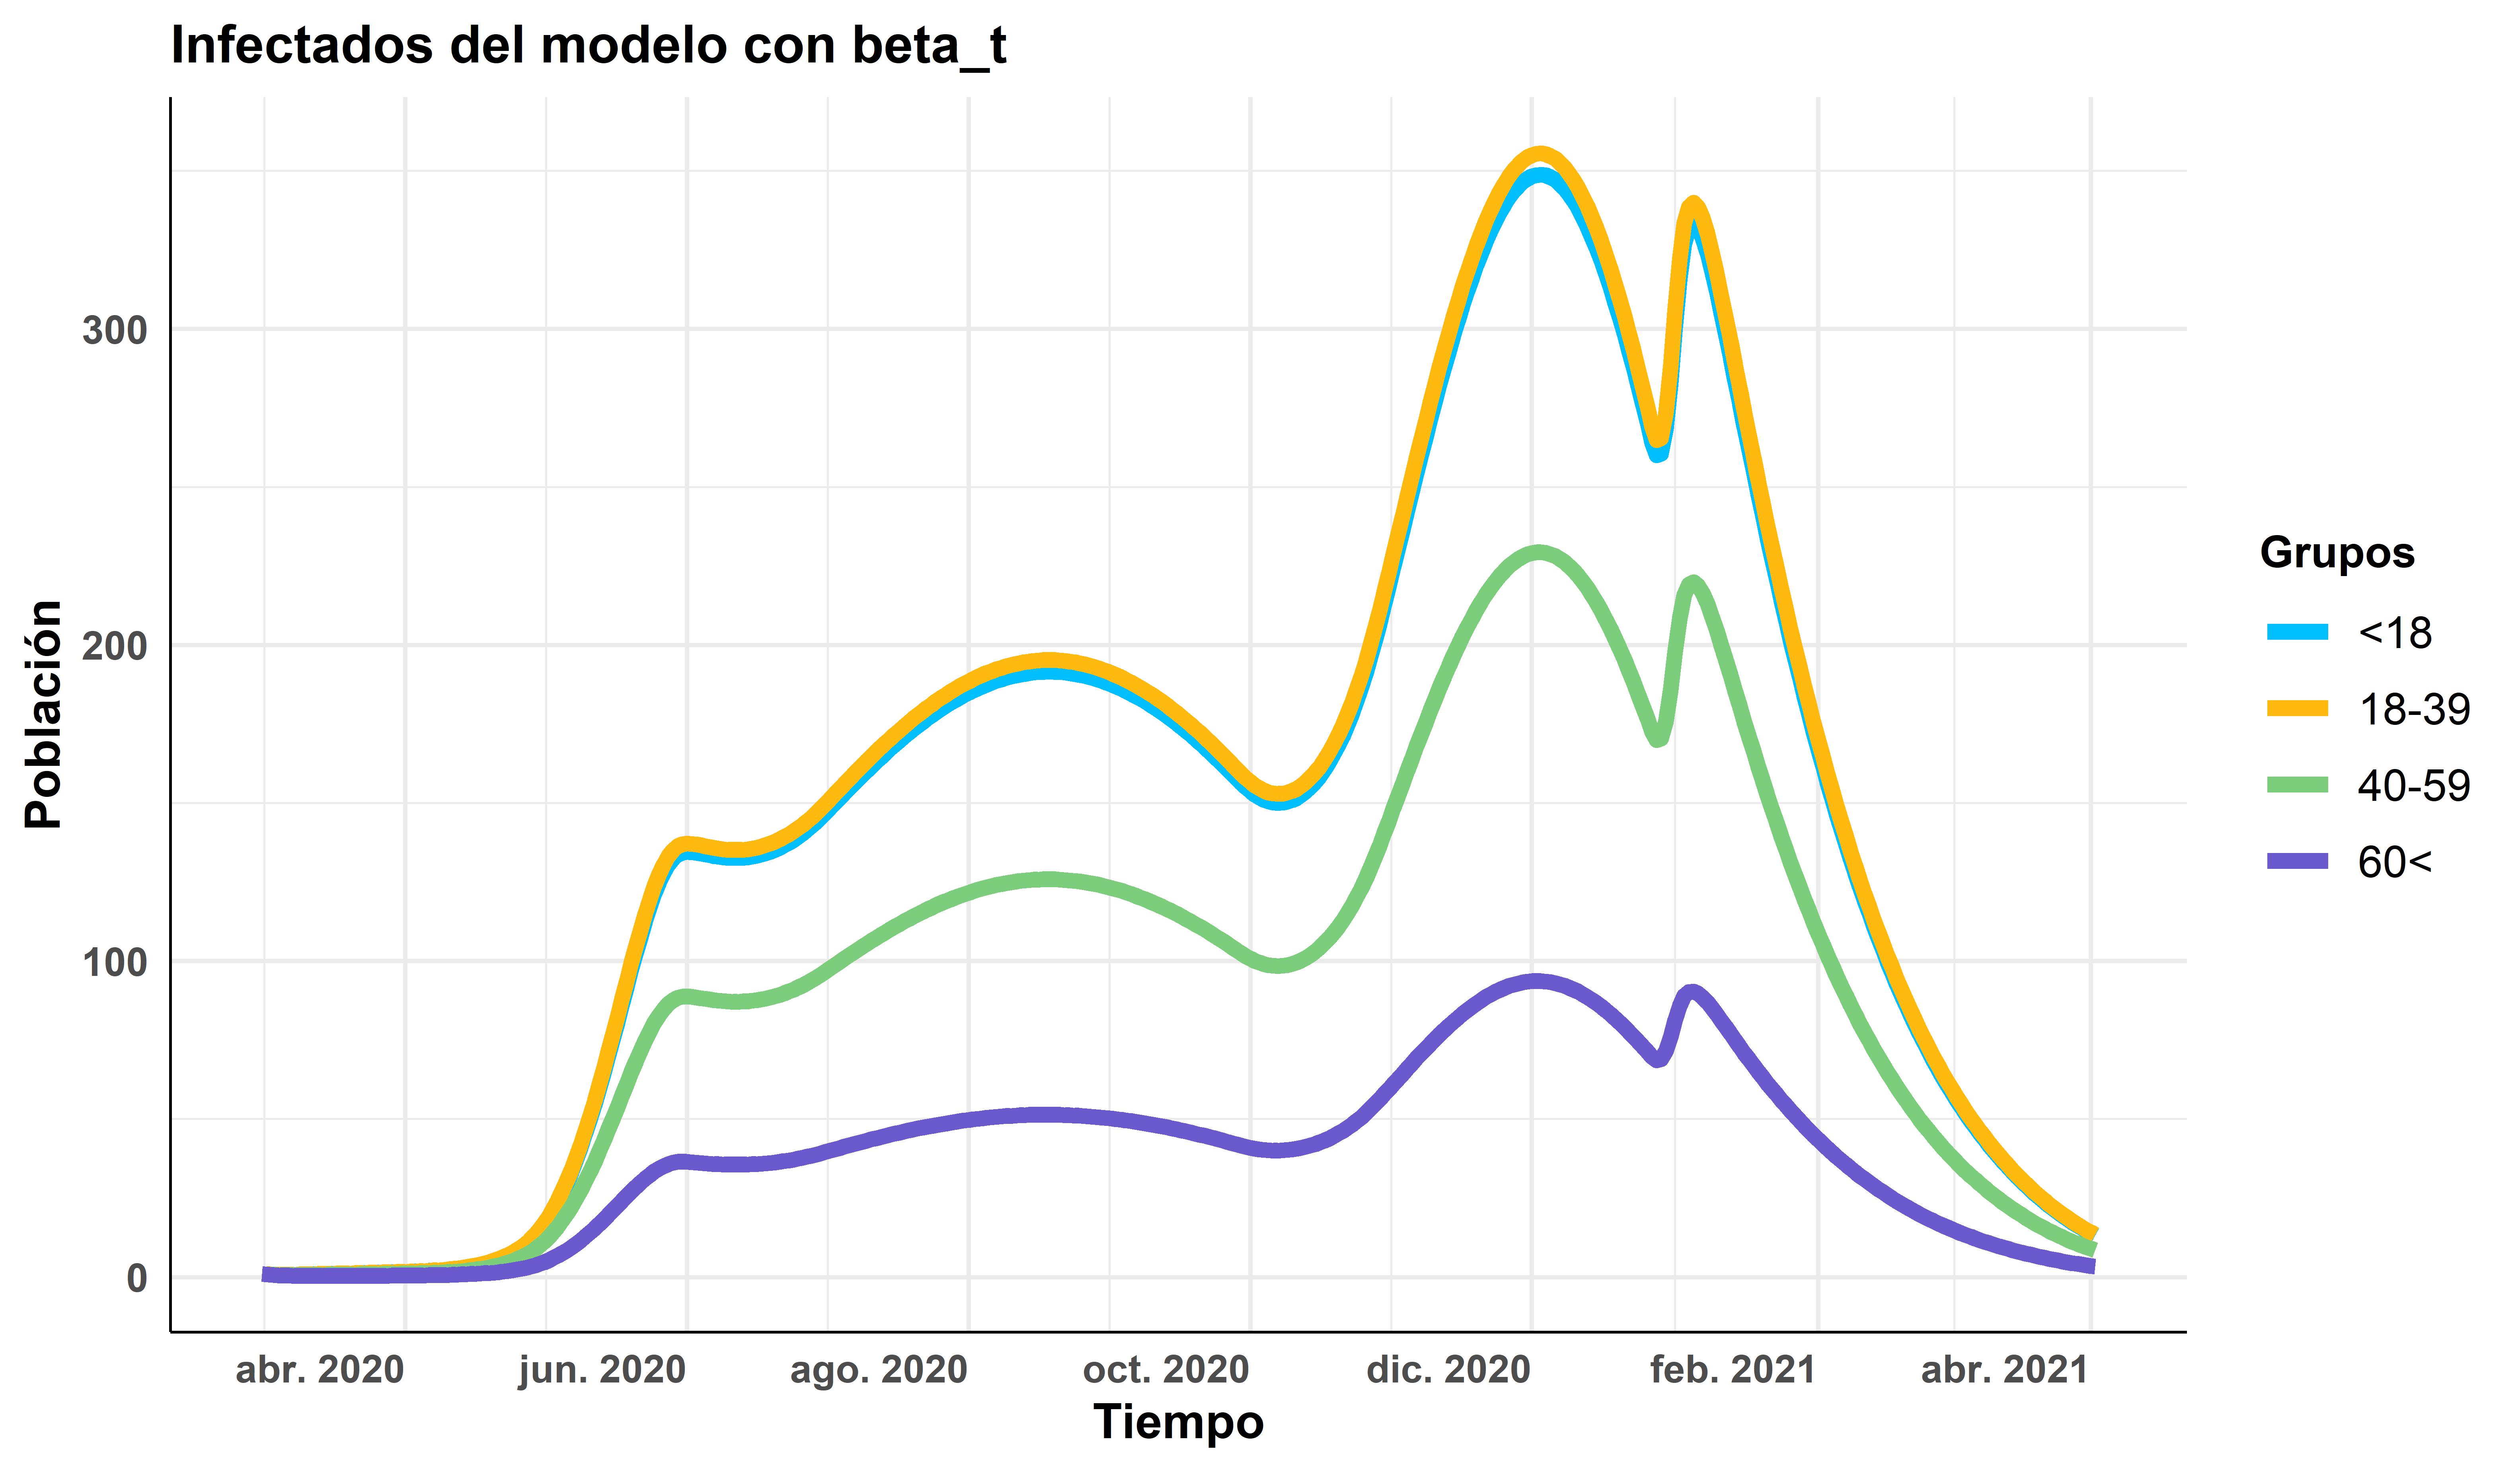 Infectados del modelo con beta_t
Población
300
200
100
0
abr. 2020
jun. 2020
ago. 2020
oct. 2020
dic. 2020
feb. 2021
abr. 2021
Tiempo
Grupos
<18
18-39
40-59
60<